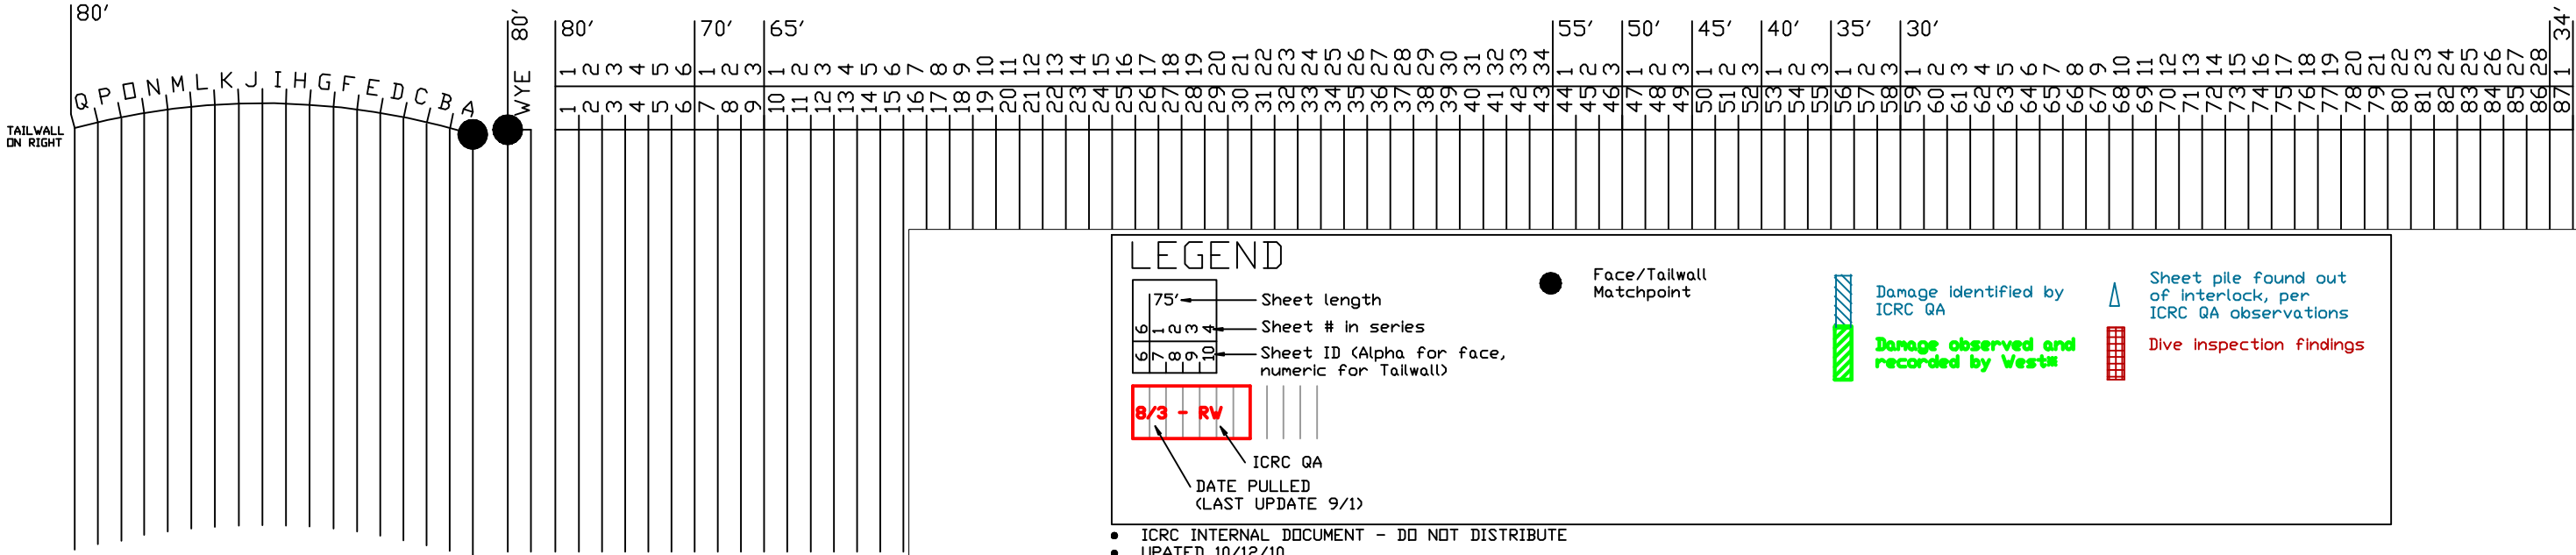 80'
WYE 80'
80' 70' 65' 55' 50' 45' 40' 35' 30' 34'
Q P O N M L K J I H G F E D C B A
1 2 3 4 5 6 1 2 3 1 2 3 4 5 6 7 8 9 10 11 12 13 14 15 16 17 18 19 20 21 22 23 24 25 26 27 28 29 30 31 32 33 34 1 2 3 1 2 3 1 2 3 1 2 3 1 2 3 1 2 3 4 5 6 7 8 9 10 11 12 13 14 15 16 17 18 19 20 21 22 23 24 25 26 27 28 1
1 2 3 4 5 6 7 8 9 10 11 12 13 14 15 16 17 18 19 20 21 22 23 24 25 26 27 28 29 30 31 32 33 34 35 36 37 38 39 40 41 42 43 44 45 46 47 48 49 50 51 52 53 54 55 56 57 58 59 60 61 62 63 64 65 66 67 68 69 70 71 72 73 74 75 76 77 78 79 80 81 82 83 84 85 86 87
TAILWALL
ON RIGHT
LEGEND
75'
Sheet length
6 1 2 3 4
Sheet # in series
6 7 8 9 10
Sheet ID (Alpha for face,
numeric for Tailwall)
8/3 - RW
ICRC QA
DATE PULLED
(LAST UPDATE 9/1)
Face/Tailwall
Matchpoint
Damage identified by
ICRC QA
Damage observed and
recorded by West*
Sheet pile found out
of interlock, per
ICRC QA observations
Dive inspection findings
• ICRC INTERNAL DOCUMENT - DO NOT DISTRIBUTE
• UPATED 10/12/10